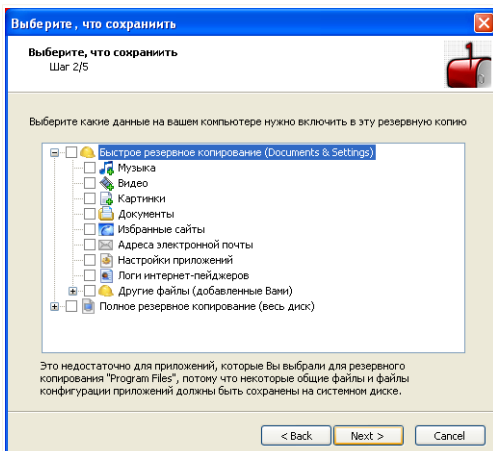 Выберите, что сохранить
Выберите, что сохранить
Шаг 2/5
Выберите какие данные на вашем компьютере нужно включить в эту резервную копию
Быстрое резервное копирование (Documents & Settings)
Музыка
Видео
Картинки
Документы
Избранные сайты
Адреса электронной почты
Настройки приложений
Логи интернет-пейджеров
Другие файлы (добавленные Вами)
Полное резервное копирование (весь диск)
Это недостаточно для приложений, которые Вы выбрали для резервного
копирования "Program Files", потому что некоторые общие файлы и файлы
конфигурации приложений должны быть сохранены на системном диске.
< Back
Next >
Cancel